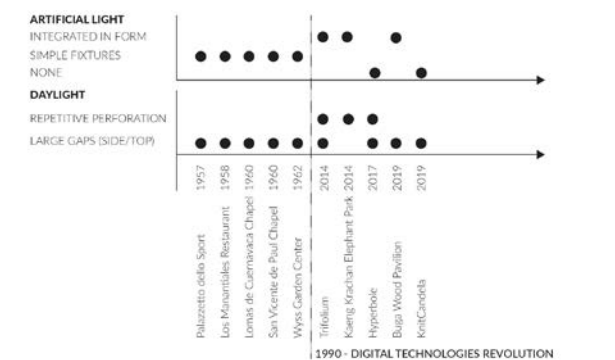 ARTIFICIAL LIGHT
INTEGRATED IN FORM
SIMPLE FIXTURES
NONE
DAYLIGHT
REPETITIVE PERFORATION
LARGE GAPS (SIDE/TOP)
1957
1958
1960
1960
1962
2014
2014
2017
2019
2019
Palazzetto dello Sport
Los Manantiales Restaurant
Lomas de Cuernavaca Chapel
San Vicente de Paul Chapel
Wyss Garden Center
Trifolium
Kaeng Krachan Elephant Park
Hyperbole
Buga Wood Pavilion
KnitCandela
1990 - DIGITAL TECHNOLOGIES REVOLUTION